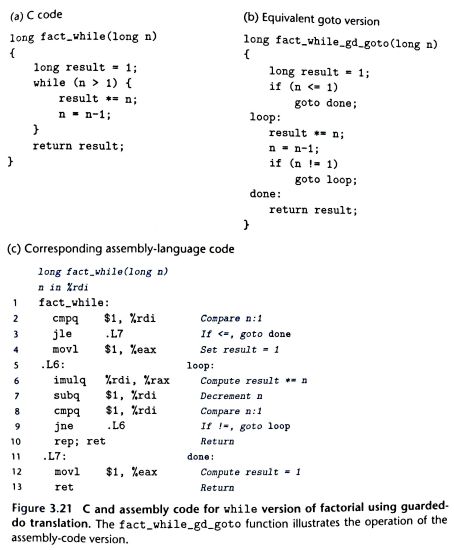 (a) C code
long fact_while(long n)
{
    long result = 1;
    while (n > 1) {
        result *= n;
        n = n-1;
    }
    return result;
}
(b) Equivalent goto version
long fact_while_gd_goto(long n)
{
    long result = 1;
    if (n <= 1)
        goto done;
loop:
    result *= n;
    n = n-1;
    if (n != 1)
        goto loop;
done:
    return result;
}
(c) Corresponding assembly-language code
long fact_while(long n)
n in %rdi
1 fact_while:
2 cmpq $1, %rdi Compare n:1
3 jle .L7 If <=, goto done
4 movl $1, %eax Set result = 1
5 .L6: loop:
6 imulq %rdi, %rax Compute result *= n
7 subq $1, %rdi Decrement n
8 cmpq $1, %rdi Compare n:1
9 jne .L6 If !=, goto loop
10 rep; ret Return
11 .L7: done:
12 movl $1, %eax Compute result = 1
13 ret Return
Figure 3.21 C and assembly code for while version of factorial using guarded-
do translation. The fact_while_gd_goto function illustrates the operation of the
assembly-code version.